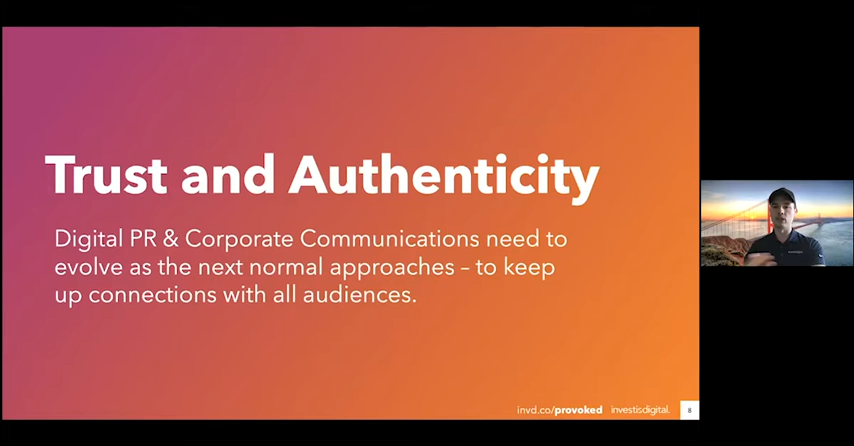 Trust and Authenticity
Digital PR & Corporate Communications need to
evolve as the next normal approaches – to keep
up connections with all audiences.
invd.co/provoked investisdigital. 8